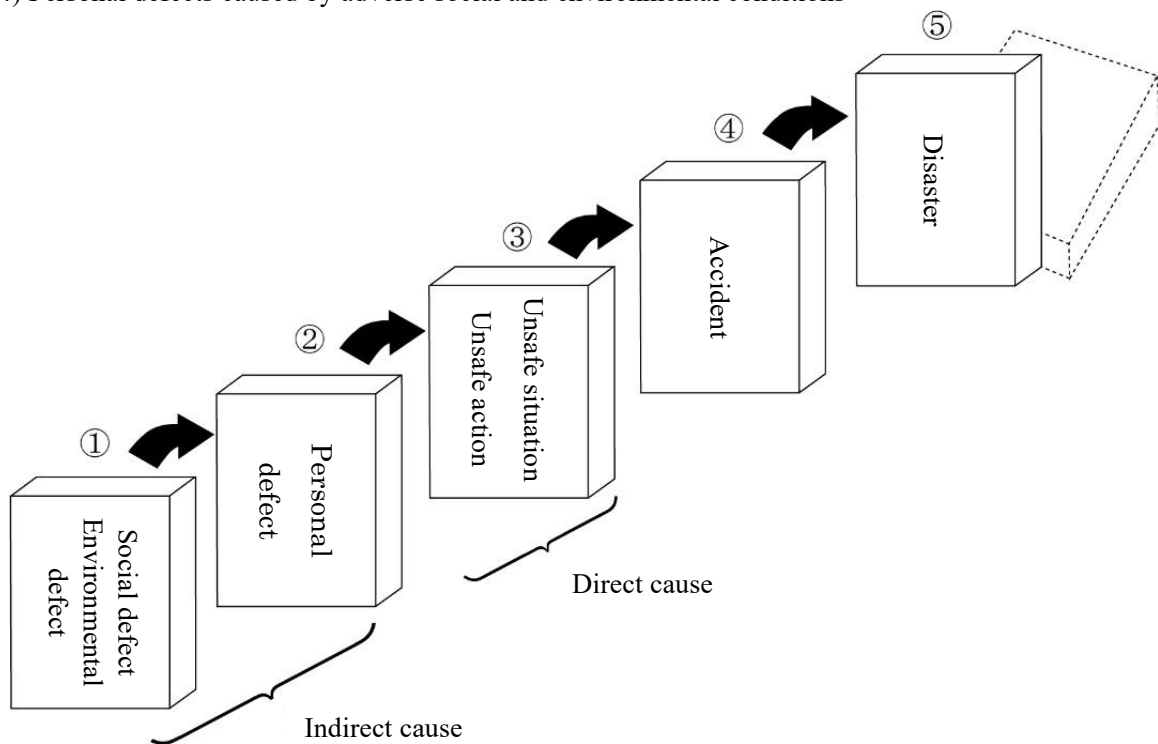 Personal defects caused by adverse social and environmental conditions
①
Social defect
Environmental
defect
②
Personal
defect
③
Unsafe situation
Unsafe action
④
Accident
⑤
Disaster
Direct cause
Indirect cause